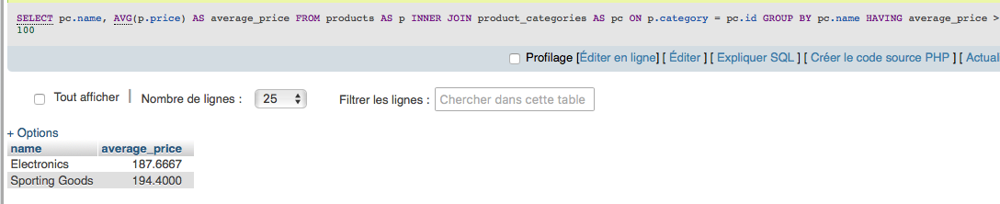 SELECT pc.name, AVG(p.price) AS average_price FROM products AS p INNER JOIN product_categories AS pc ON p.category = pc.id GROUP BY pc.name HAVING average_price >
100
Profilage [Éditer en ligne] [ Éditer ] [ Expliquer SQL ] [ Créer le code source PHP ] [ Actual
Tout afficher | Nombre de lignes : 25 Filtrer les lignes : Chercher dans cette table
+ Options
name average_price
Electronics 187.6667
Sporting Goods 194.4000